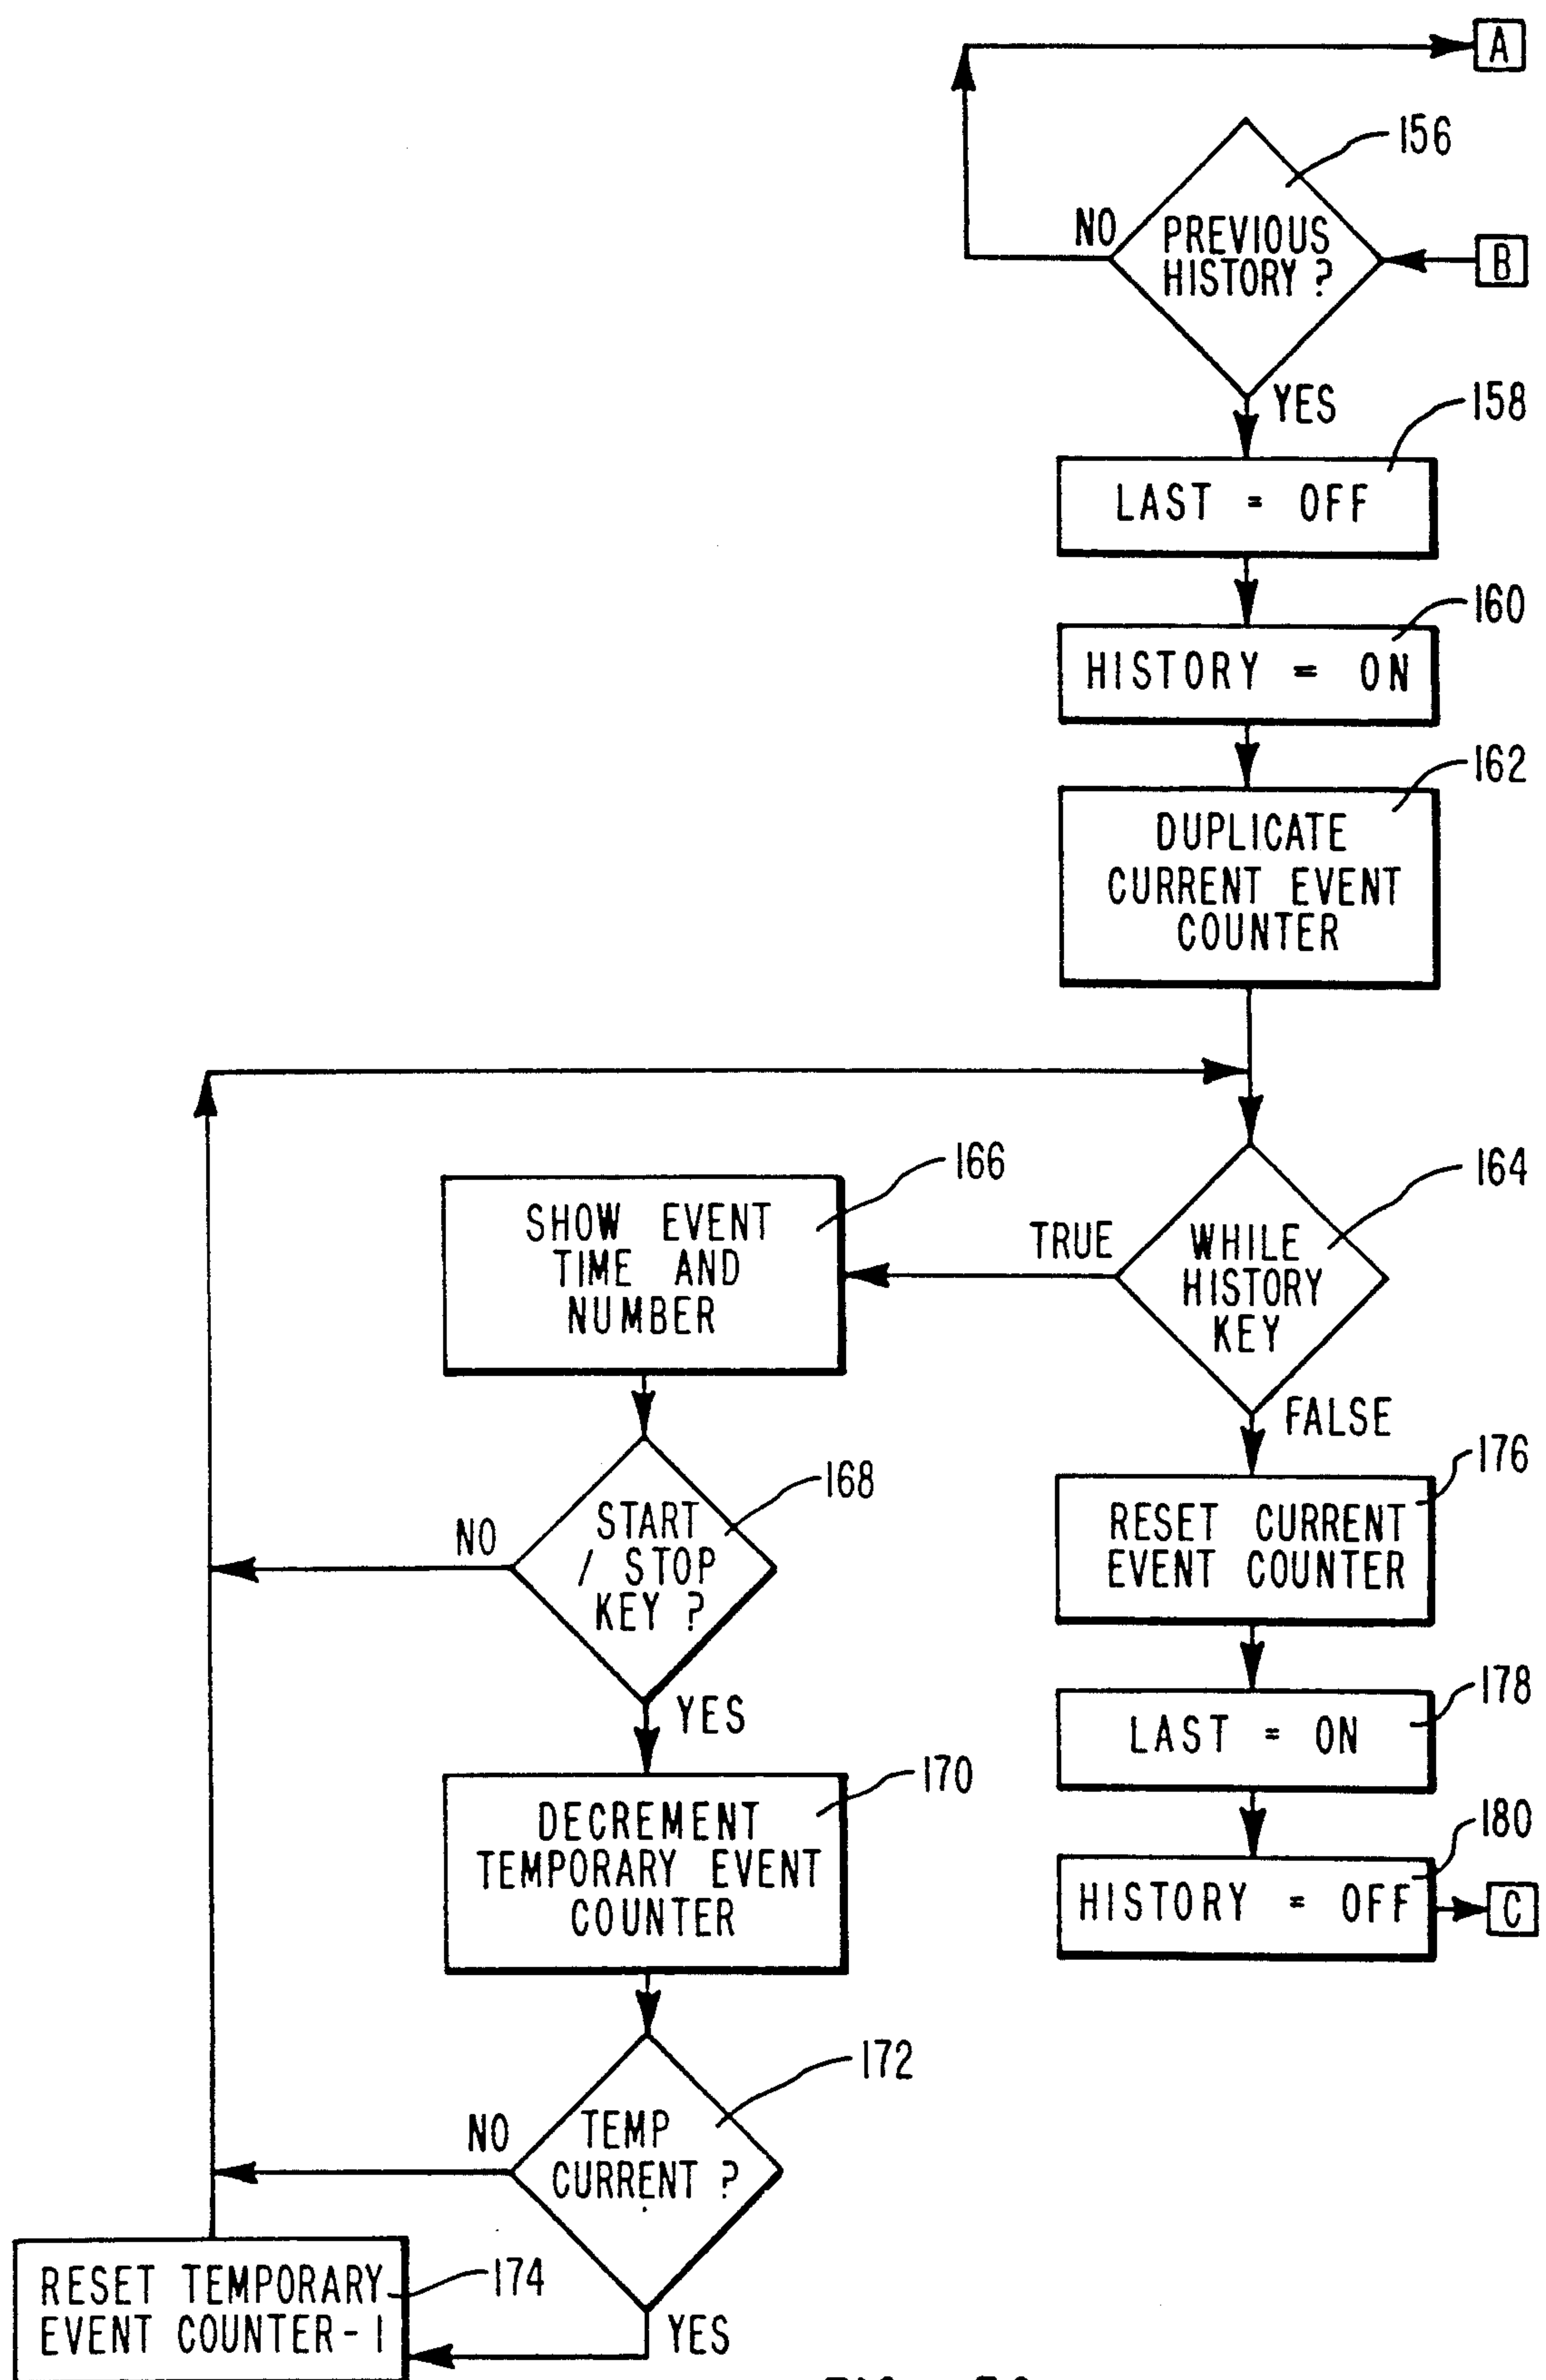 A
156
NO
PREVIOUS
HISTORY ?
B
YES
158
LAST = OFF
160
HISTORY = ON
162
DUPLICATE
CURRENT EVENT
COUNTER
166
164
SHOW EVENT
TIME AND
NUMBER
TRUE
WHILE
HISTORY
KEY
FALSE
176
168
NO
START
/ STOP
KEY ?
RESET CURRENT
EVENT COUNTER
YES
178
LAST = ON
170
DECREMENT
TEMPORARY EVENT
COUNTER
180
HISTORY = OFF
C
172
NO
TEMP
CURRENT ?
RESET TEMPORARY
EVENT COUNTER-1
174
YES